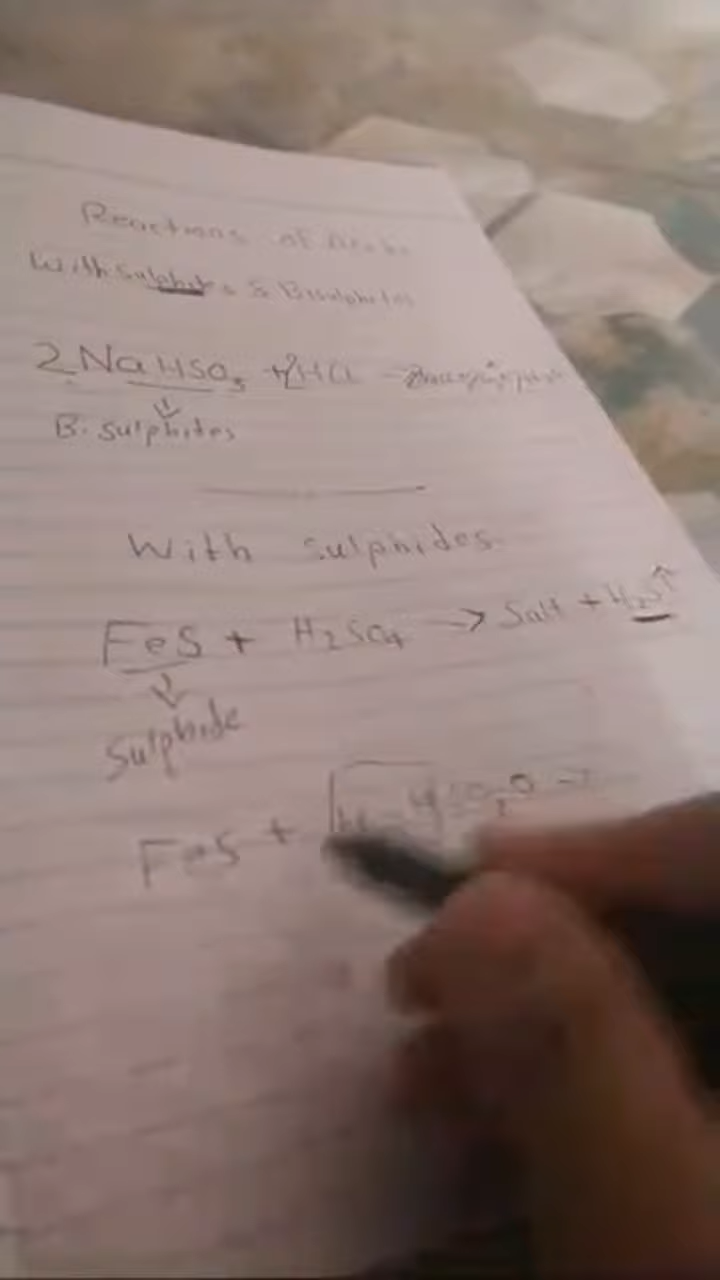 Reactions of Acids
With Sulphites & Bisulphites
2NaHSO₃ + 2HCl
B. Sulphites
With Sulphides
FeS + H₂SO₄ → Salt + H₂S↑
Sulphide
FeS +